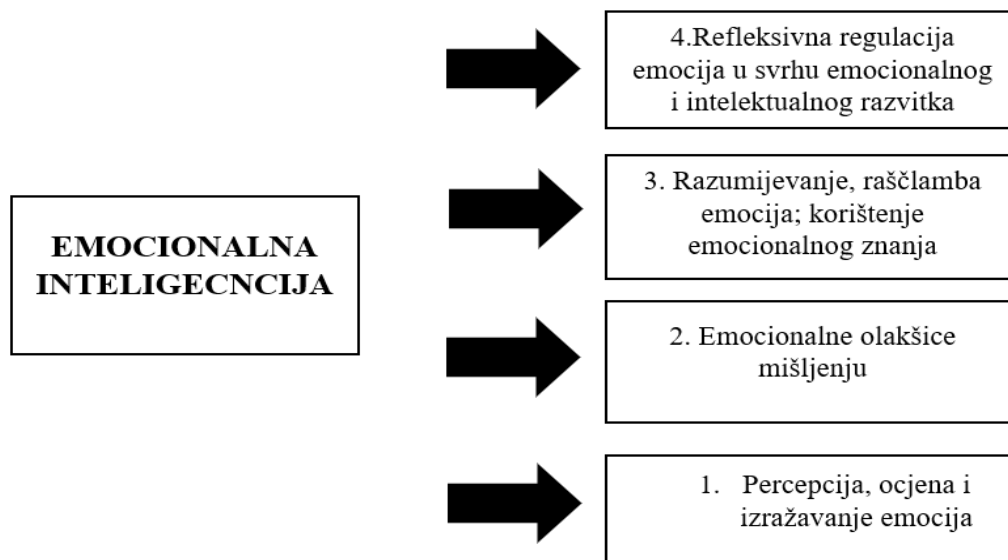 EMOCIONALNA
INTELIGECNCIJA
4.Refleksivna regulacija
emocija u svrhu emocionalnog
i intelektualnog razvitka
3. Razumijevanje, raščlamba
emocija; korištenje
emocionalnog znanja
2. Emocionalne olakšice
mišljenju
1. Percepcija, ocjena i
izražavanje emocija